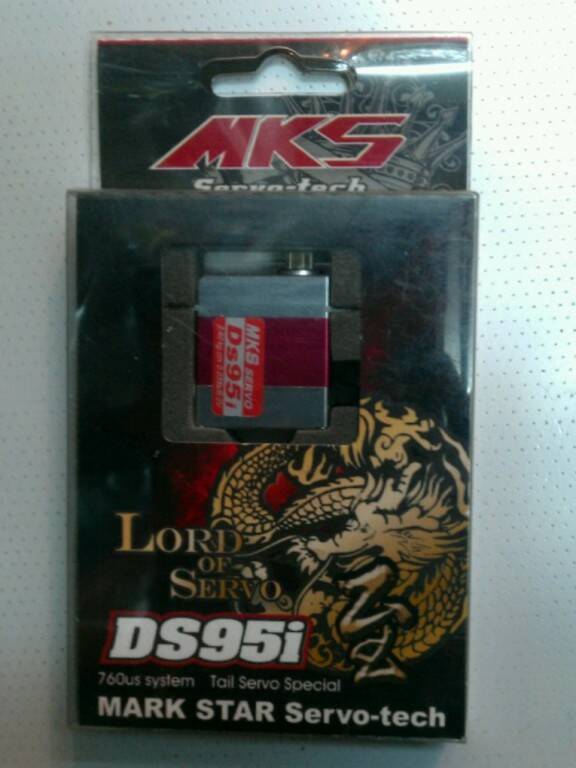 MKS
Servo-tech
MKS SERVO
DS95i
LORD
OF
SERVO
DS95i
760us system Tail Servo Special
MARK STAR Servo-tech